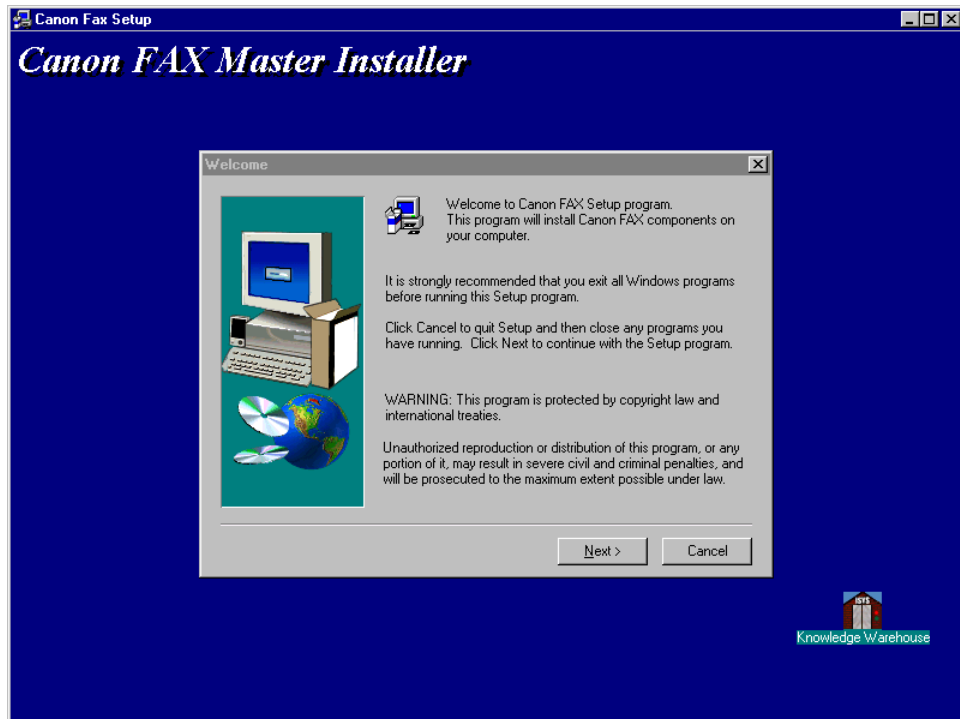 Canon Fax Setup
Canon FAX Master Installer
Welcome
Welcome to Canon FAX Setup program.
This program will install Canon FAX components on
your computer.
It is strongly recommended that you exit all Windows programs
before running this Setup program.
Click Cancel to quit Setup and then close any programs you
have running.  Click Next to continue with the Setup program.
WARNING: This program is protected by copyright law and
international treaties.
Unauthorized reproduction or distribution of this program, or any
portion of it, may result in severe civil and criminal penalties, and
will be prosecuted to the maximum extent possible under law.
Next >
Cancel
ISYS
Knowledge Warehouse